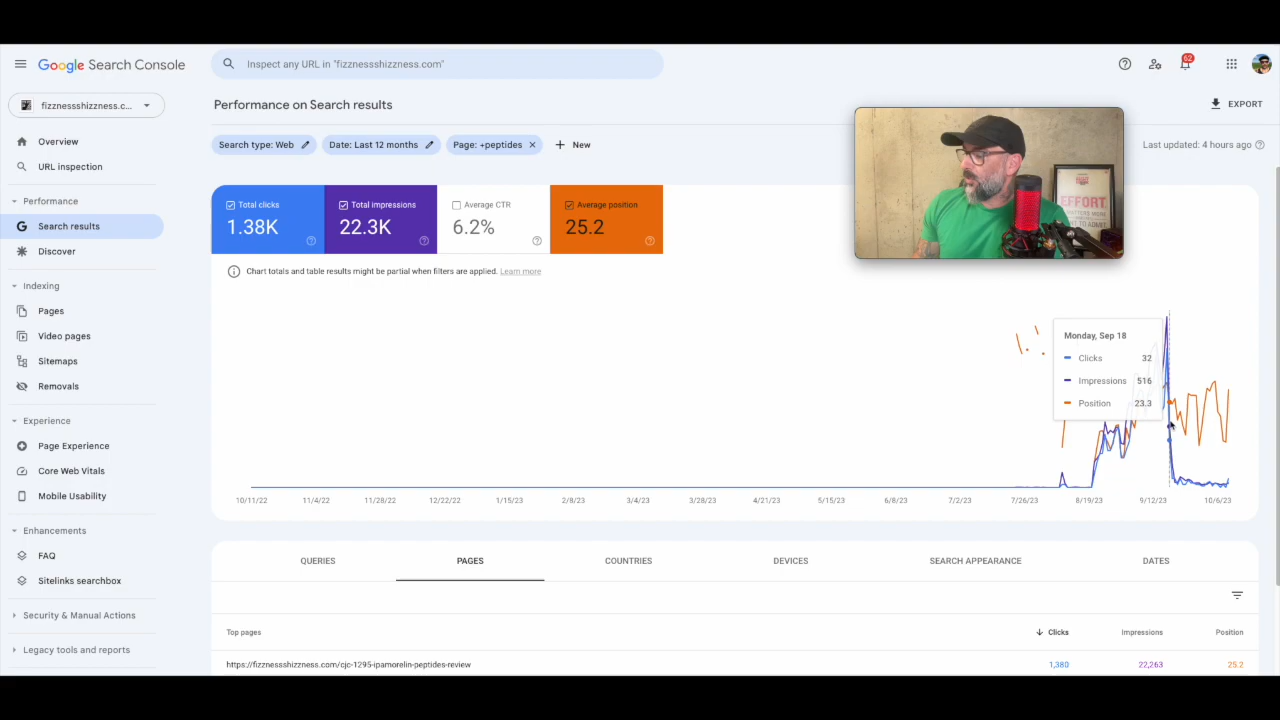 Google Search Console
Inspect any URL in "fizznessshizzness.com"
62
fizznessshizzness.c...
Performance on Search results
EXPORT
Search type: Web
Date: Last 12 months
Page: +peptides
New
Last updated: 4 hours ago
Overview
URL inspection
Performance
Search results
Discover
Indexing
Pages
Video pages
Sitemaps
Removals
Experience
Page Experience
Core Web Vitals
Mobile Usability
Enhancements
FAQ
Sitelinks searchbox
Security & Manual Actions
Legacy tools and reports
Total clicks
1.38K
Total impressions
22.3K
Average CTR
6.2%
Average position
25.2
EFFORT
Chart totals and table results might be partial when filters are applied. Learn more
Monday, Sep 18
Clicks 32
Impressions 516
Position 23.3
10/11/22 11/4/22 11/28/22 12/22/22 1/15/23 2/8/23 3/4/23 3/28/23 4/21/23 5/15/23 6/8/23 7/2/23 7/26/23 8/19/23 9/12/23 10/6/23
QUERIES PAGES COUNTRIES DEVICES SEARCH APPEARANCE DATES
Top pages Clicks Impressions Position
https://fizznessshizzness.com/cjc-1295-ipamorelin-peptides-review 1,380 22,263 25.2